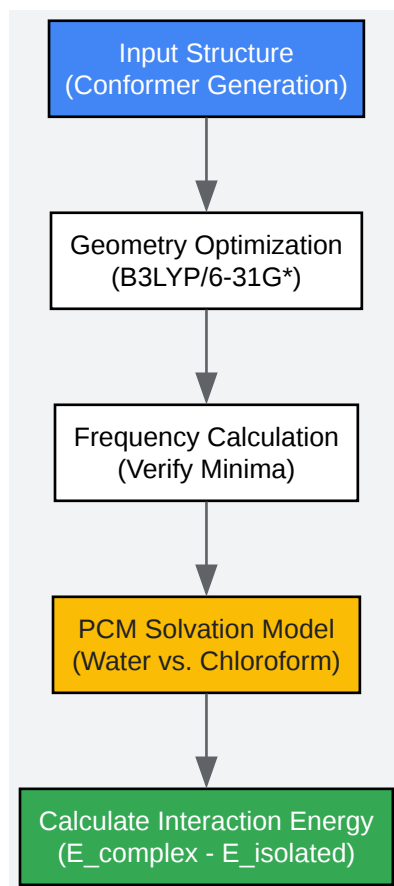 Input Structure
(Conformer Generation)
Geometry Optimization
(B3LYP/6-31G*)
Frequency Calculation
(Verify Minima)
PCM Solvation Model
(Water vs. Chloroform)
Calculate Interaction Energy
(E_complex - E_isolated)